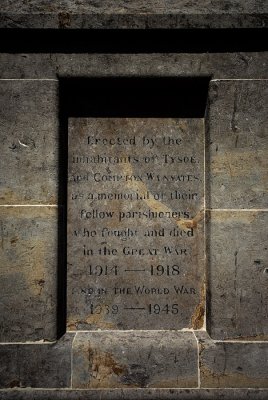 Erected by the
inhabitants of TYSOE.
AND COMPTON WYNYATES.
as a memorial of their
fellow parishioners.
who fought and died
in the GREAT WAR
1914 — 1918
AND IN THE WORLD WAR
1939 — 1945.